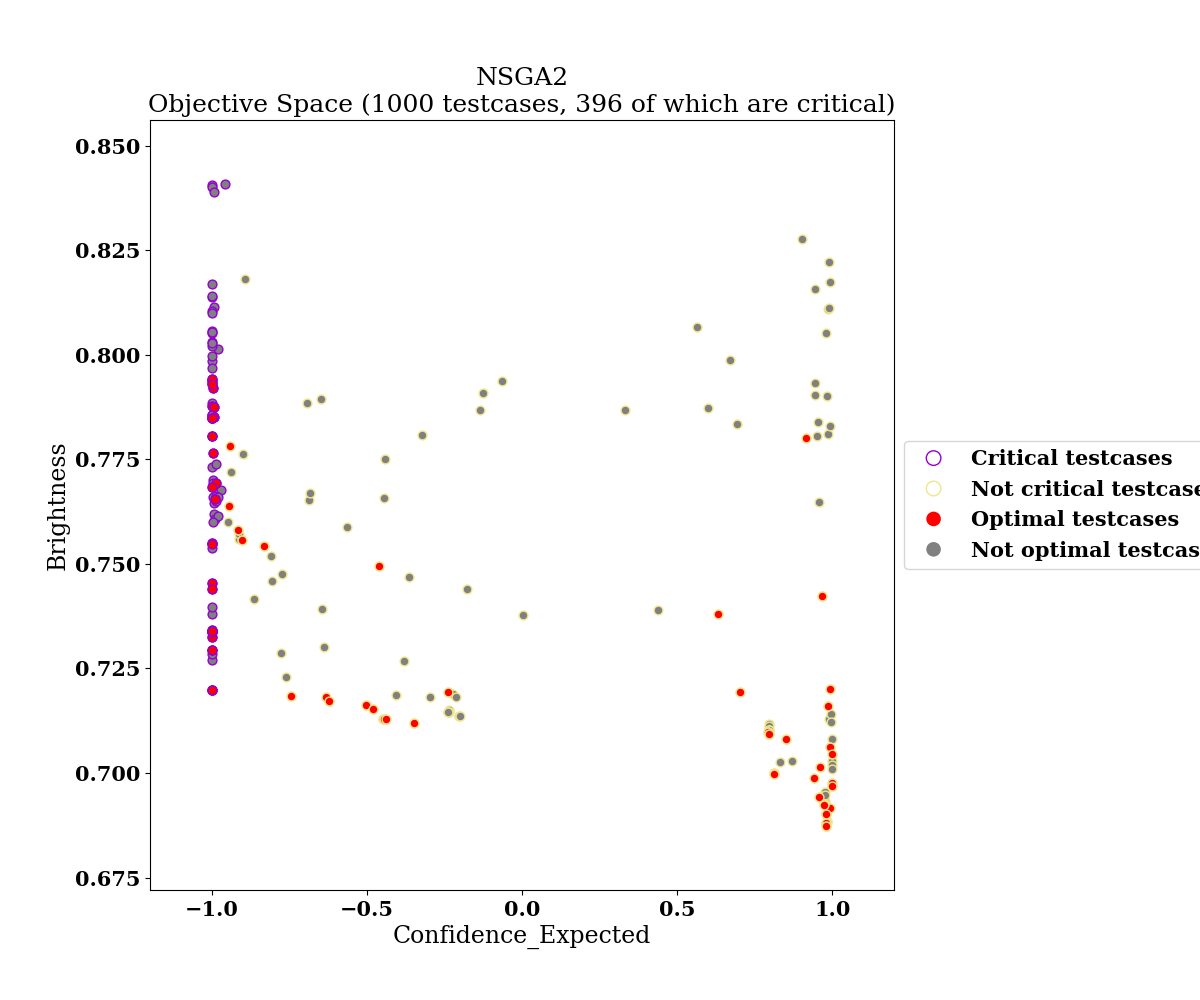 NSGA2
Objective Space (1000 testcases, 396 of which are critical)
0.850
0.825
0.800
0.775
0.750
0.725
0.700
0.675
Brightness
−1.0
−0.5
0.0
0.5
1.0
Confidence_Expected
Critical testcases
Not critical testcase
Optimal testcases
Not optimal testcas